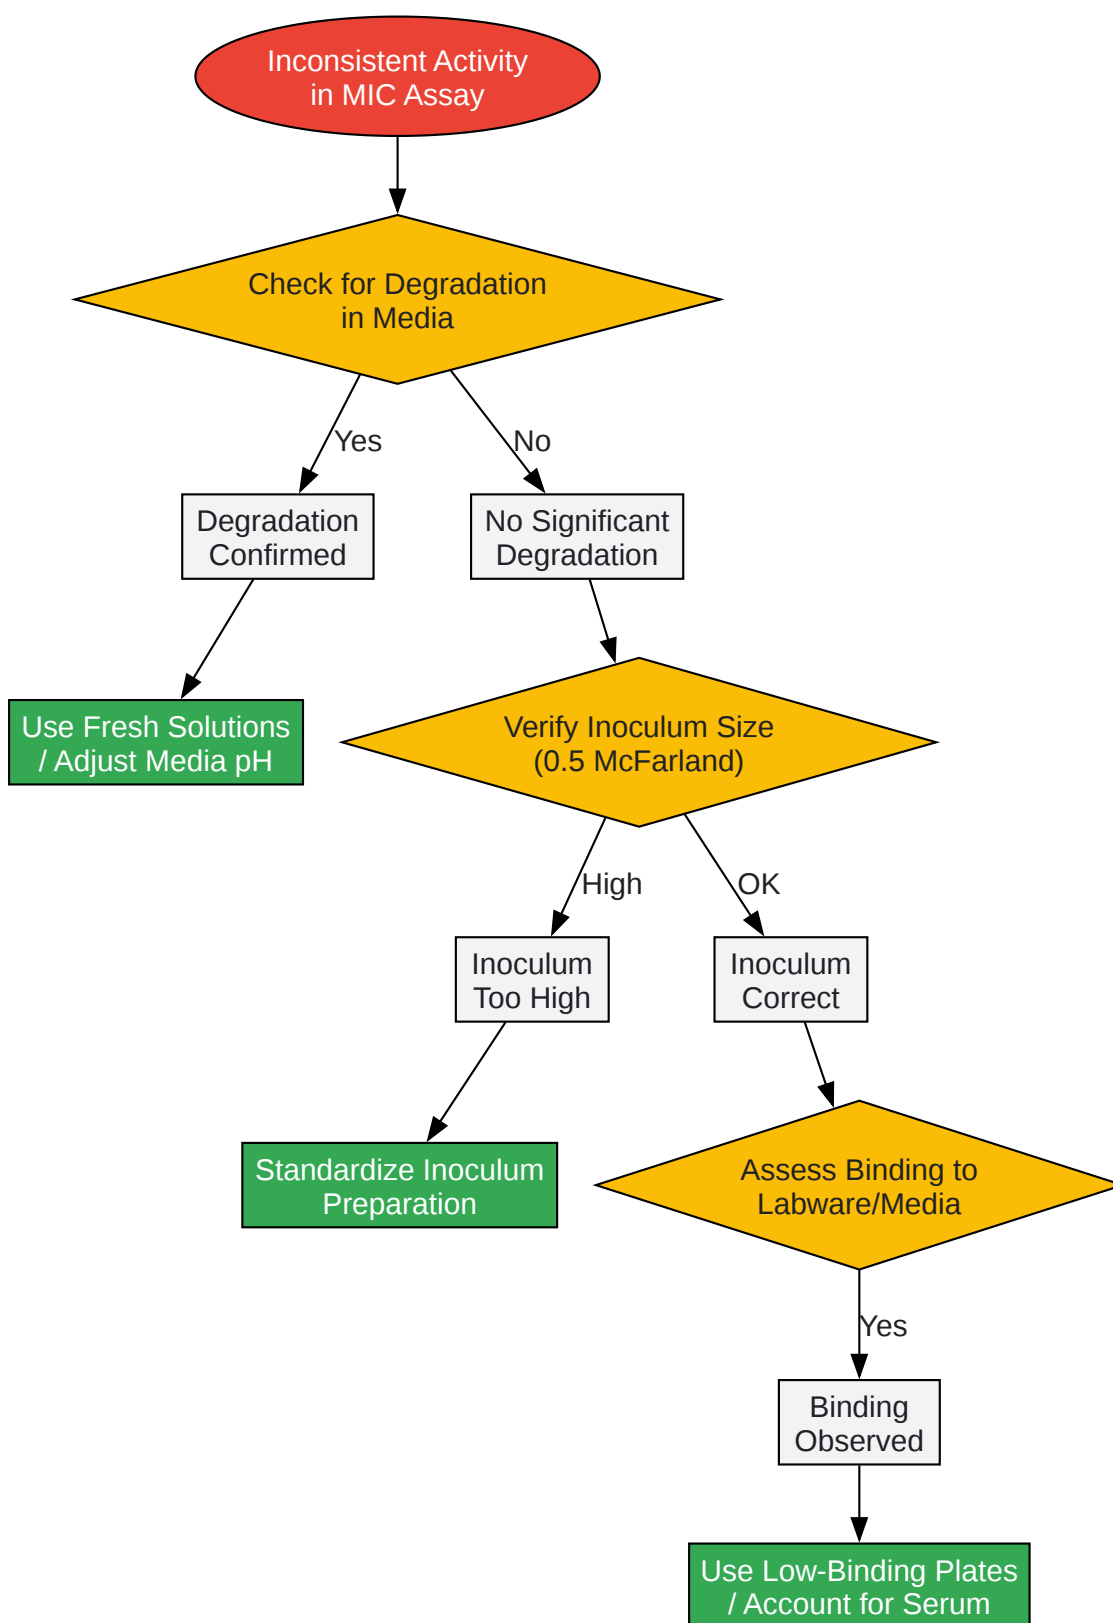 Inconsistent Activity
in MIC Assay
Check for Degradation
in Media
Yes
No
Degradation
Confirmed
No Significant
Degradation
Use Fresh Solutions
/ Adjust Media pH
Verify Inoculum Size
(0.5 McFarland)
High
OK
Inoculum
Too High
Inoculum
Correct
Standardize Inoculum
Preparation
Assess Binding to
Labware/Media
Yes
Binding
Observed
Use Low-Binding Plates
/ Account for Serum